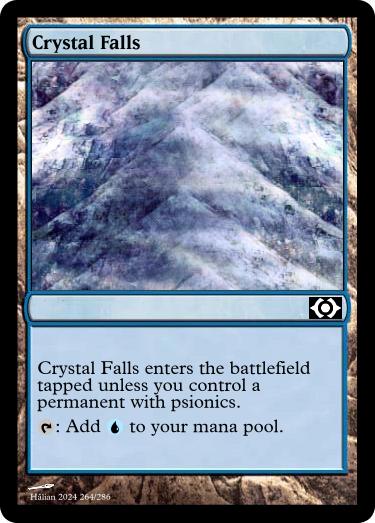 Crystal Falls
Crystal Falls enters the battlefield
tapped unless you control a
permanent with psionics.
: Add to your mana pool.
Hálian 2024 264/286